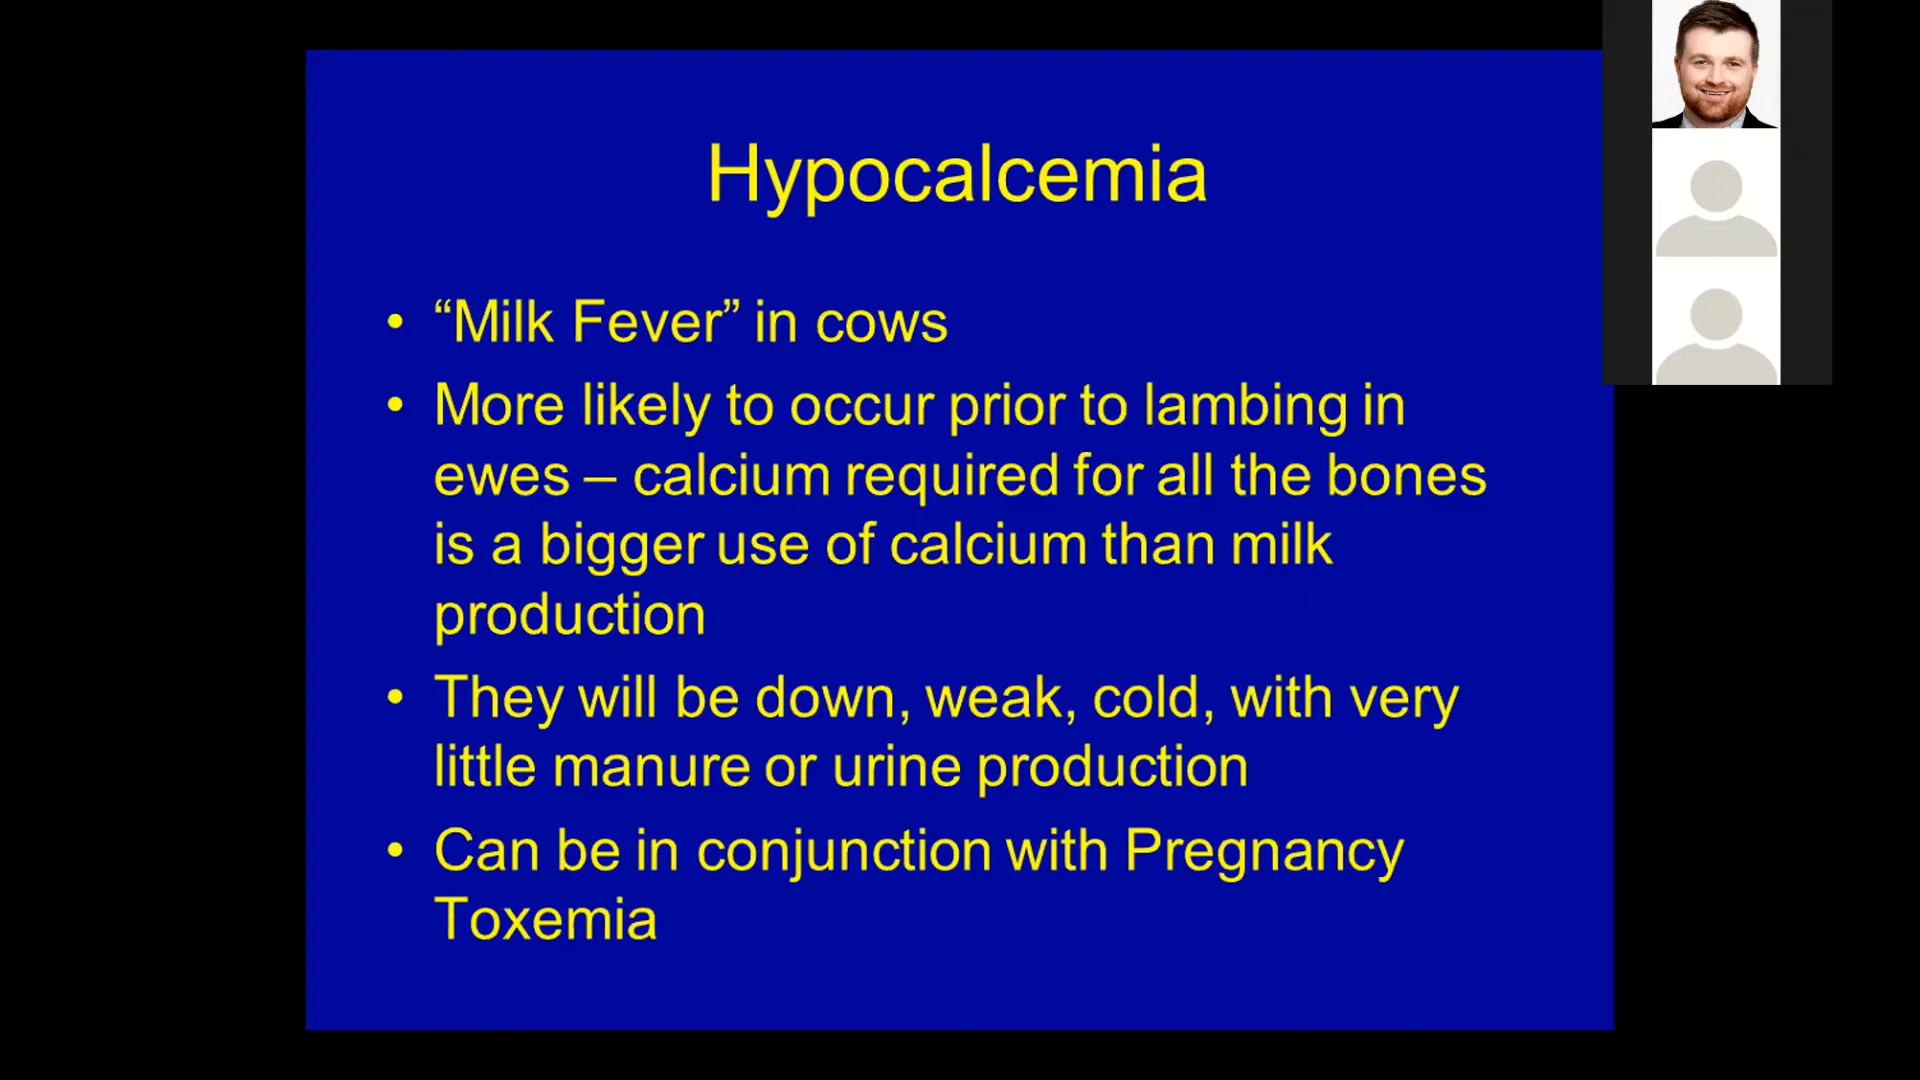 Hypocalcemia
• “Milk Fever” in cows
• More likely to occur prior to lambing in
ewes – calcium required for all the bones
is a bigger use of calcium than milk
production
• They will be down, weak, cold, with very
little manure or urine production
• Can be in conjunction with Pregnancy
Toxemia